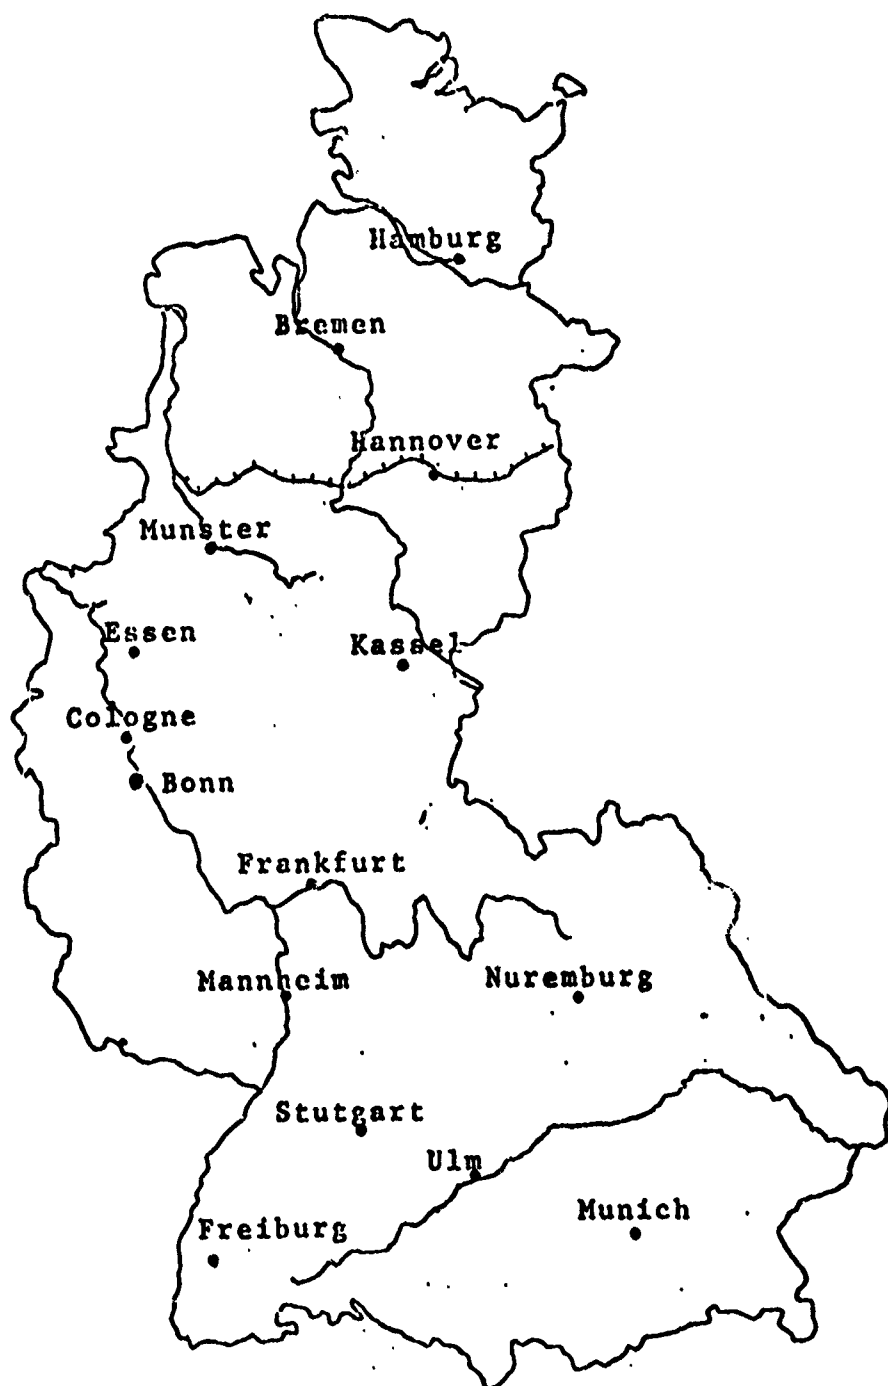 Hamburg
Bremen
Hannover
Munster
Essen
Kassel
Cologne
Bonn
Frankfurt
Mannheim
Nuremburg
Stutgart
Ulm
Munich
Freiburg